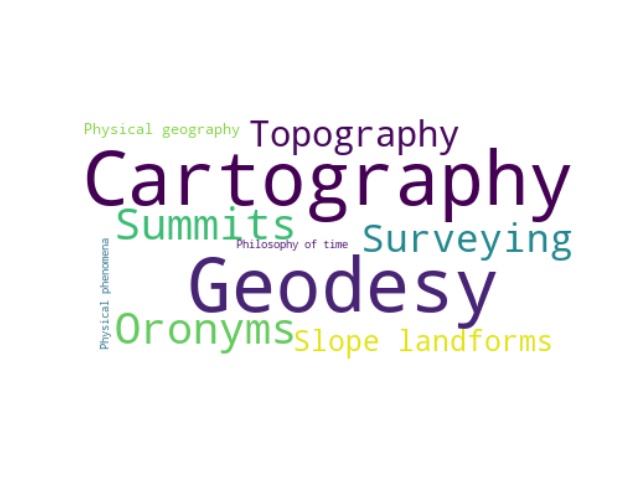 Physical geography
Topography
Cartography
Summits
Surveying
Philosophy of time
Physical phenomena
Geodesy
Oronyms
Slope landforms